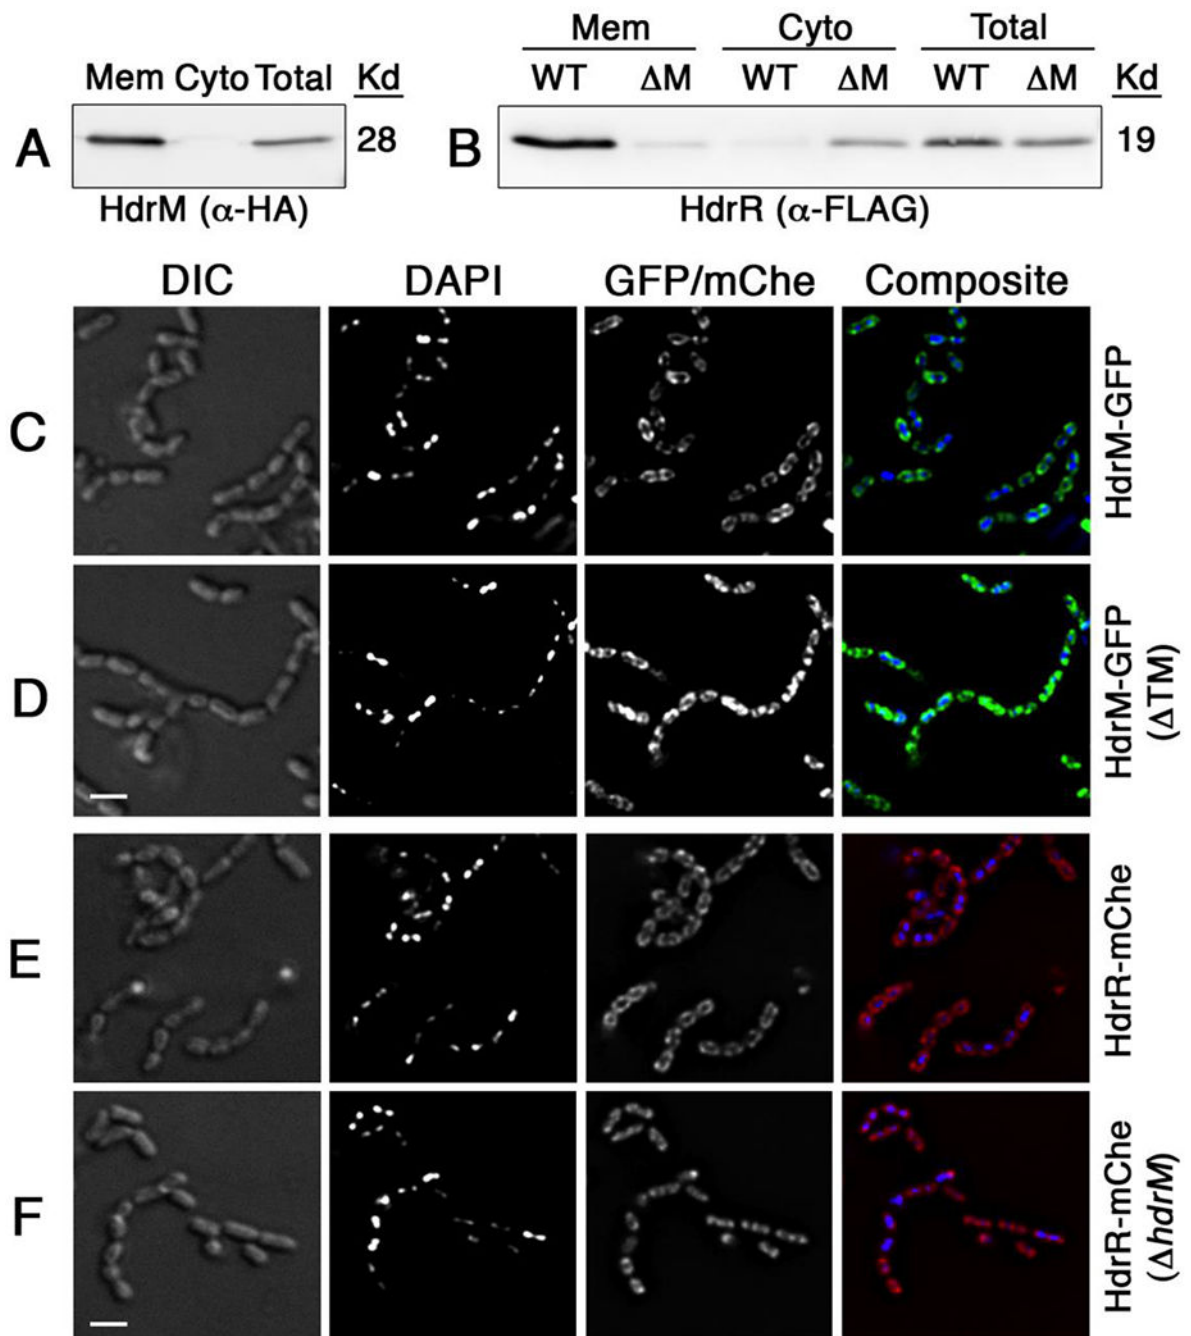 Mem Cyto Total Kd
A 28
HdrM (α-HA)
Mem Cyto Total
WT ΔM WT ΔM WT ΔM Kd
B 19
HdrR (α-FLAG)
DIC DAPI GFP/mChe Composite
C HdrM-GFP
D HdrM-GFP
(ΔTM)
E HdrR-mChe
F HdrR-mChe
(ΔhdrM)